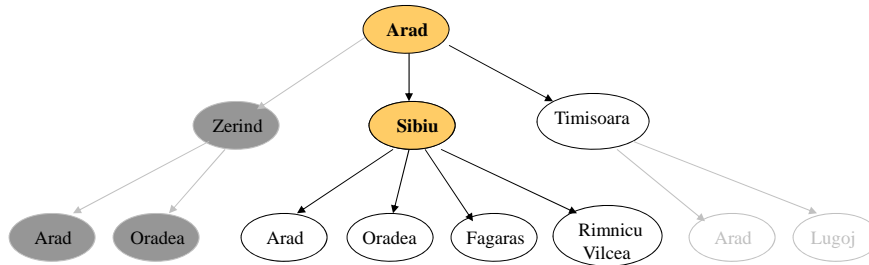 Arad
Zerind
Sibiu
Timisoara
Arad
Oradea
Arad
Oradea
Fagaras
Rimnicu
Vilcea
Arad
Lugoj